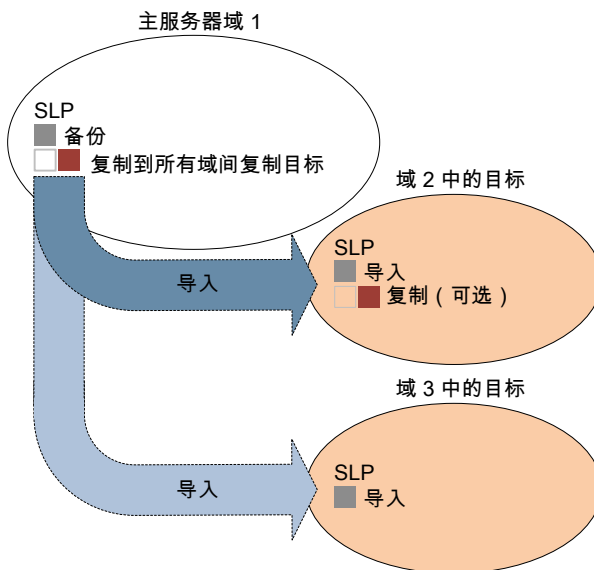 主服务器域 1
SLP
备份
复制到所有域间复制目标
导入
域 2 中的目标
SLP
导入
复制（可选）
导入
域 3 中的目标
SLP
导入